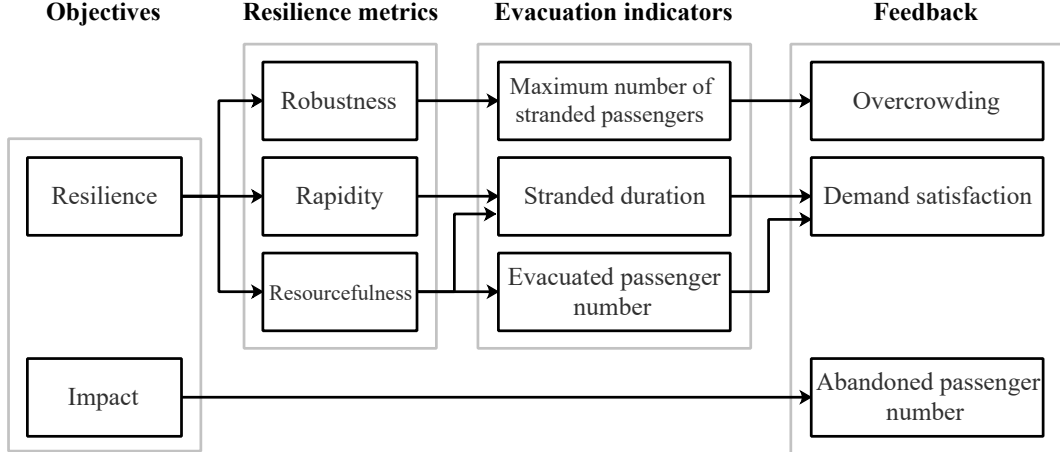 Objectives
Resilience metrics
Evacuation indicators
Feedback
Robustness
Maximum number of
stranded passengers
Overcrowding
Resilience
Rapidity
Stranded duration
Demand satisfaction
Resourcefulness
Evacuated passenger
number
Impact
Abandoned passenger
number